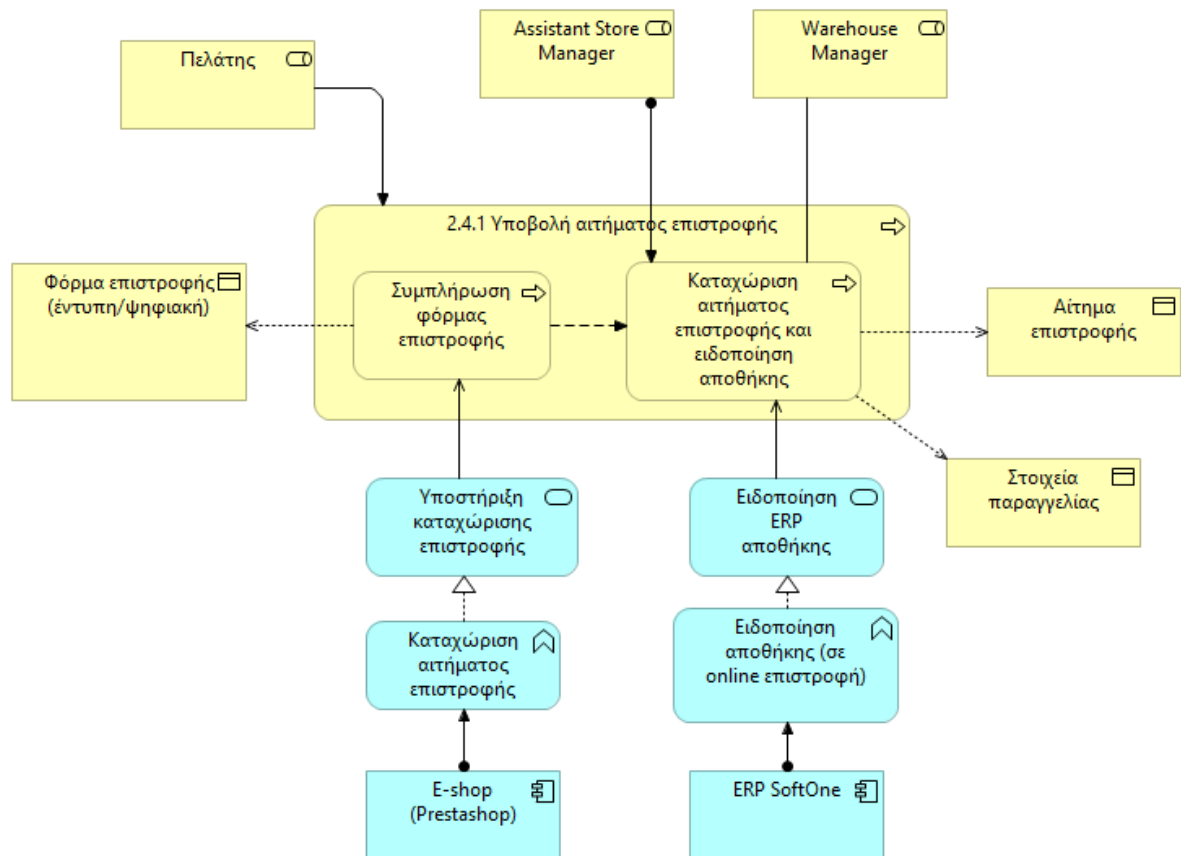 Πελάτης
Assistant Store
Manager
Warehouse
Manager
2.4.1 Υποβολή αιτήματος επιστροφής
Φόρμα επιστροφής
(έντυπη/ψηφιακή)
Συμπλήρωση
φόρμας
επιστροφής
Καταχώριση
αιτήματος
επιστροφής και
ειδοποίηση
αποθήκης
Αίτημα
επιστροφής
Στοιχεία
παραγγελίας
Υποστήριξη
καταχώρισης
επιστροφής
Ειδοποίηση
ERP
αποθήκης
Καταχώριση
αιτήματος
επιστροφής
Ειδοποίηση
αποθήκης (σε
online επιστροφή)
E-shop
(Prestashop)
ERP SoftOne